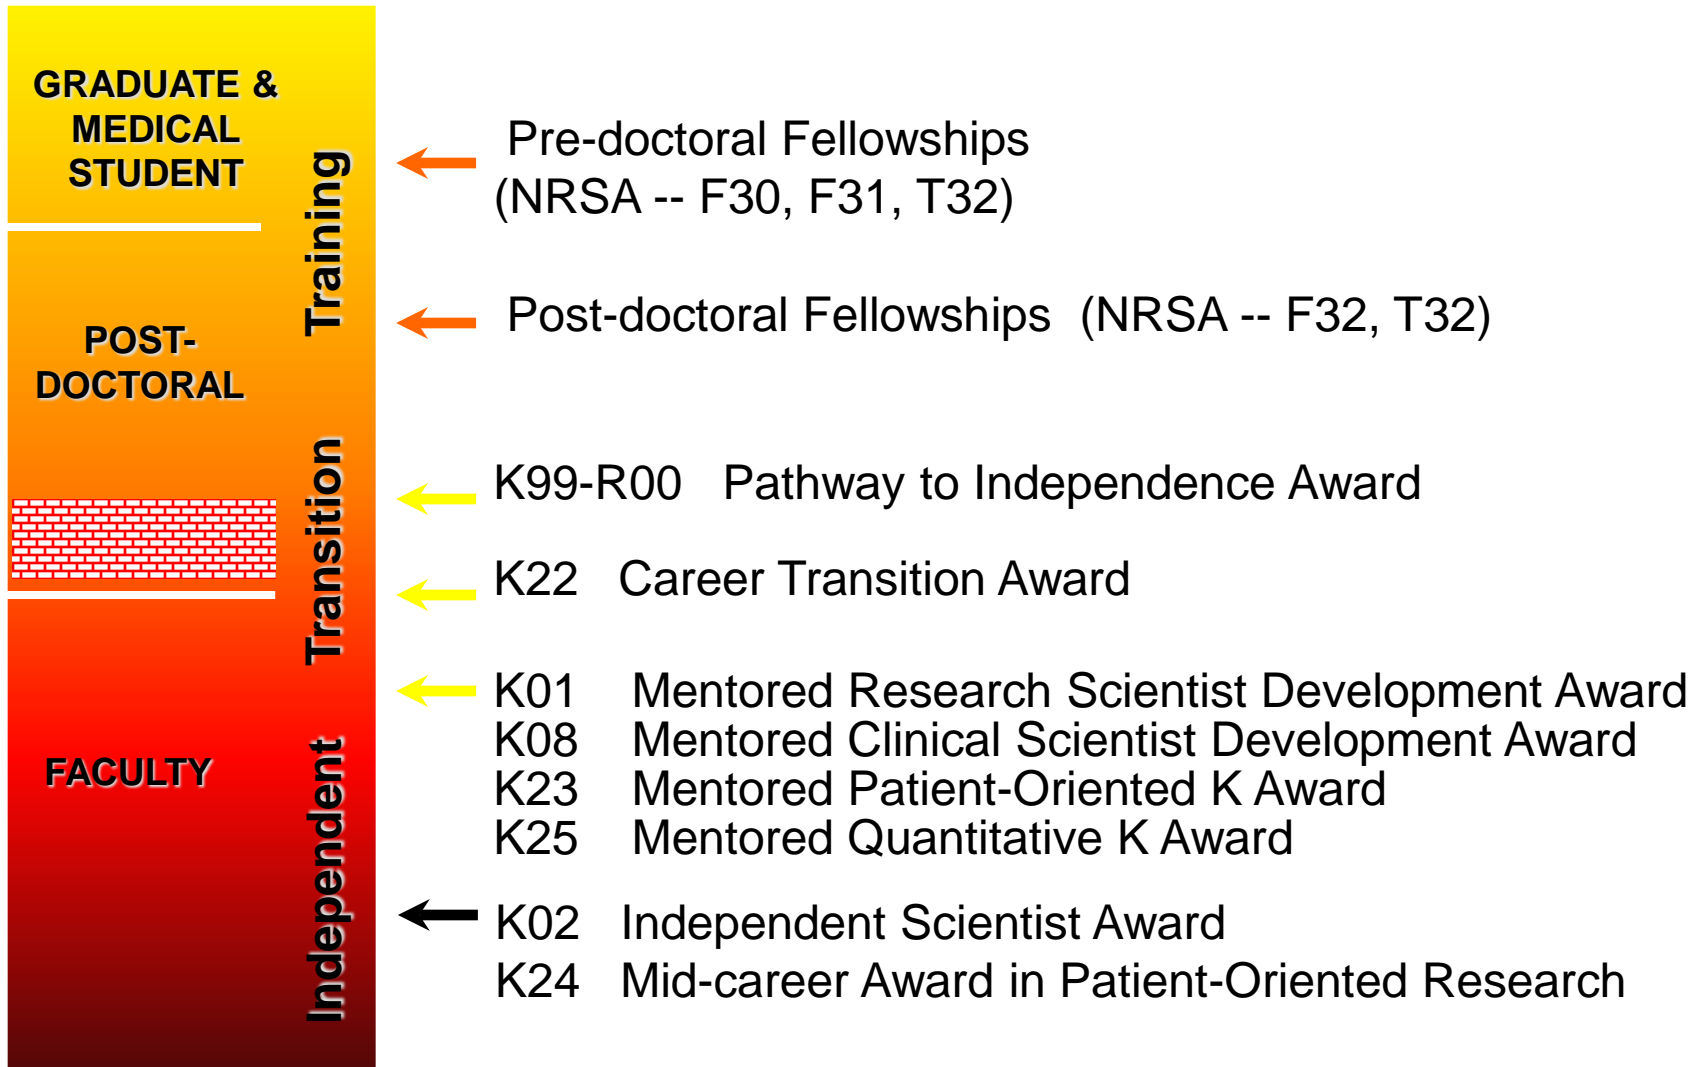 GRADUATE &
MEDICAL
STUDENT
POST-
DOCTORAL
FACULTY
Training
Transition
Independent
Pre-doctoral Fellowships
(NRSA -- F30, F31, T32)
Post-doctoral Fellowships (NRSA -- F32, T32)
K99-R00 Pathway to Independence Award
K22 Career Transition Award
K01 Mentored Research Scientist Development Award
K08 Mentored Clinical Scientist Development Award
K23 Mentored Patient-Oriented K Award
K25 Mentored Quantitative K Award
K02 Independent Scientist Award
K24 Mid-career Award in Patient-Oriented Research